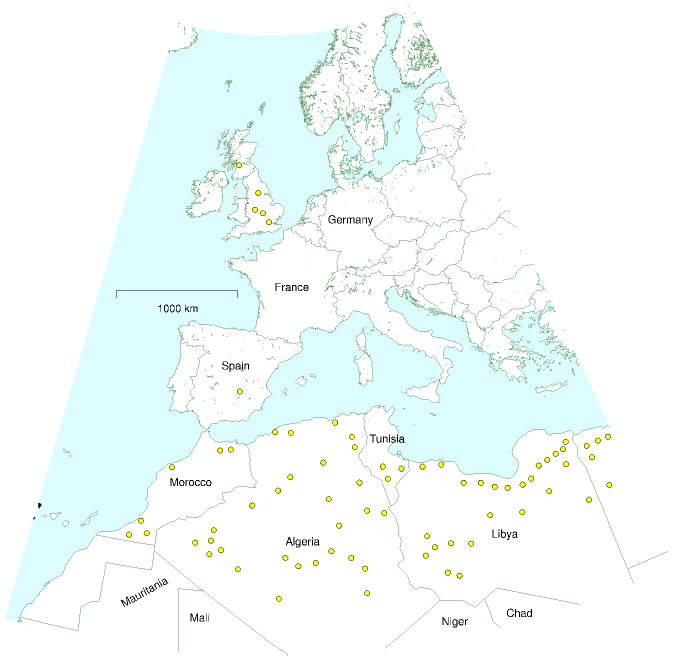 Germany
France
1000 km
Spain
Tunisia
Morocco
Algeria
Libya
Mauritania
Mali
Niger
Chad